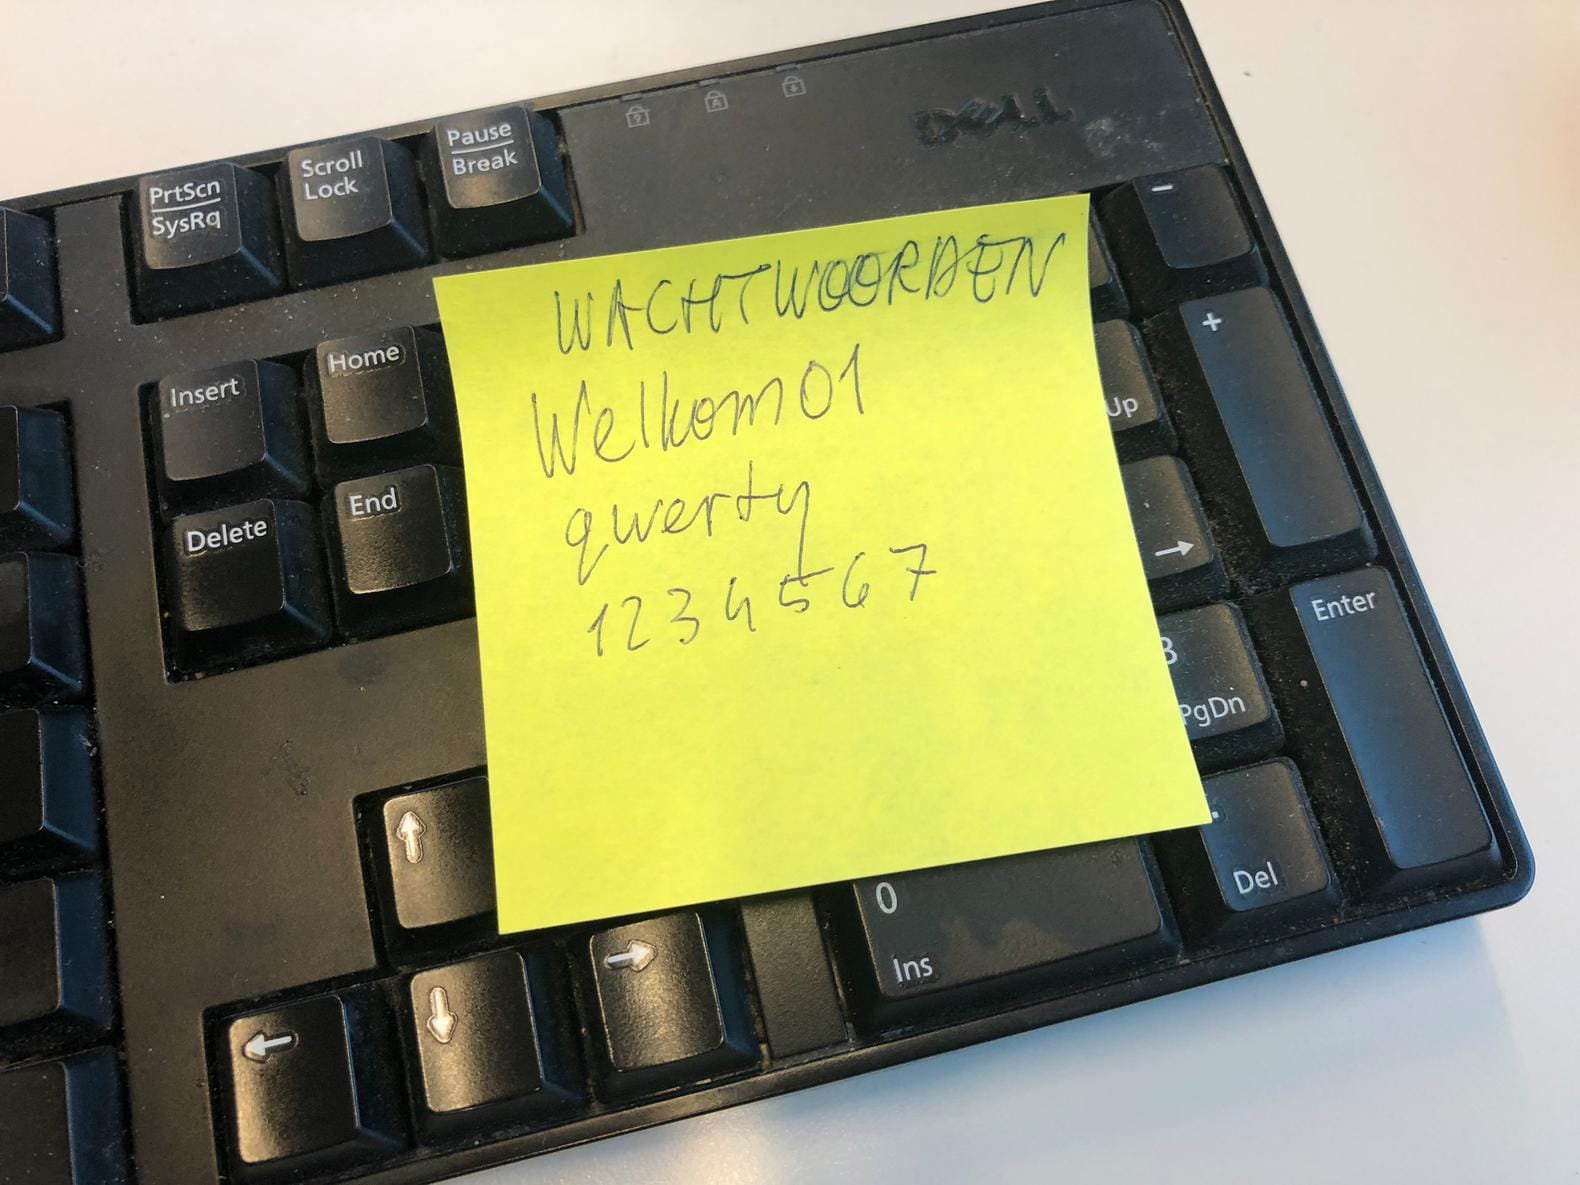 DELL
PrtScn
SysRq
Scroll
Lock
Pause
Break
-
+
Insert
Home
Delete
End
WACHTWOORDEN
Welkom01
qwerty
1234567
Up
→
Enter
PgDn
↑
←
↓
→
0
Ins
.
Del